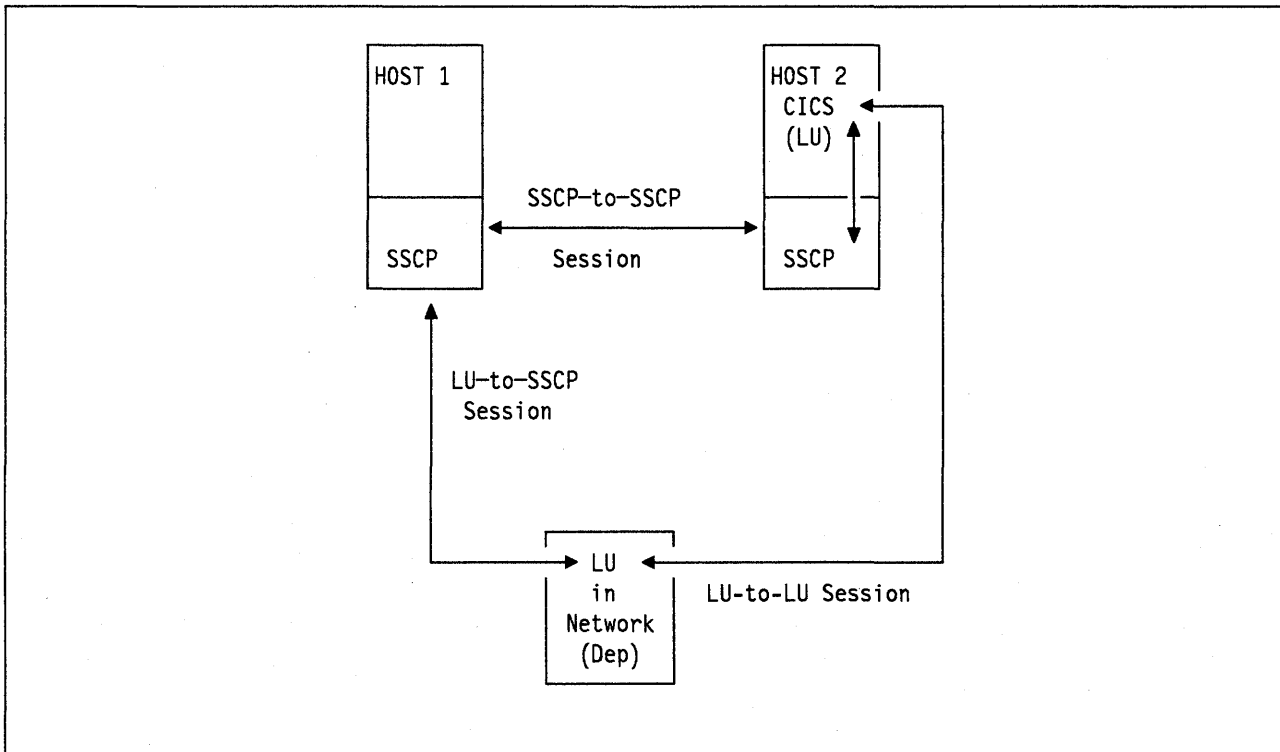 HOST 1
HOST 2
CICS
(LU)
SSCP—to—SSCP
Session
SSCP
SSCP
LU—to—SSCP
Session
LU
in
Network
(Dep)
LU-to-LU Session